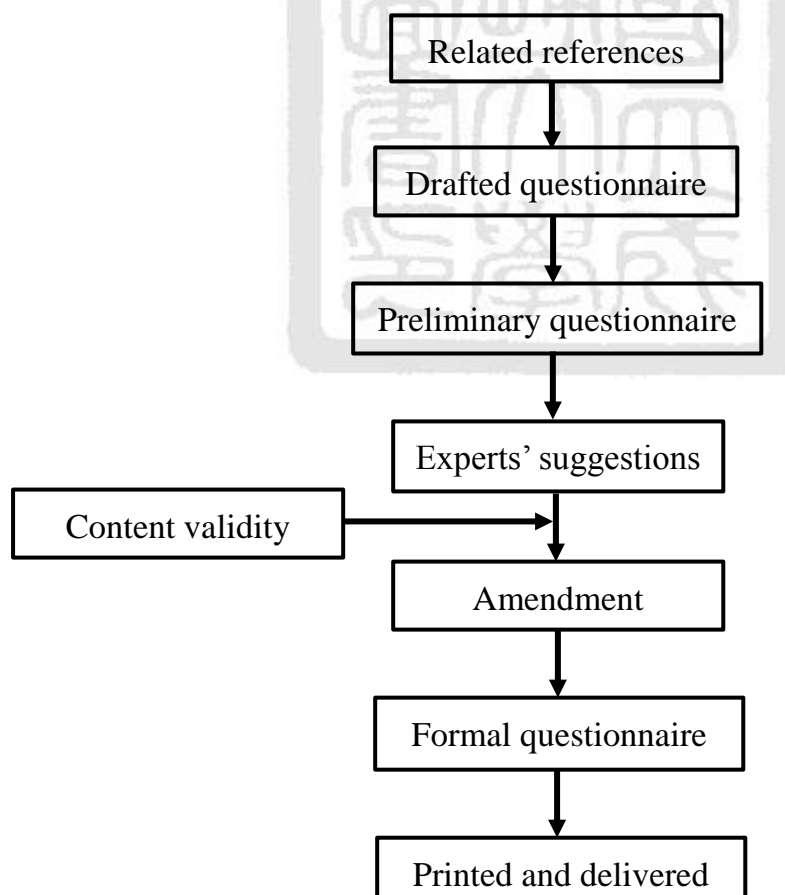 Related references
Drafted questionnaire
Preliminary questionnaire
Experts’ suggestions
Content validity
Amendment
Formal questionnaire
Printed and delivered